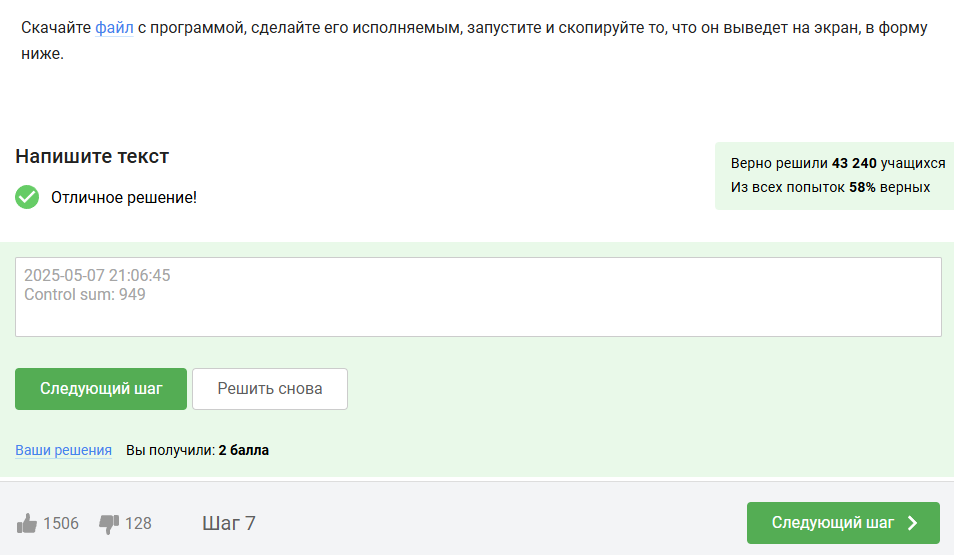 Скачайте файл с программой, сделайте его исполняемым, запустите и скопируйте то, что он выведет на экран, в форму
ниже.
Напишите текст
Верно решили 43 240 учащихся
Из всех попыток 58% верных
Отличное решение!
2025-05-07 21:06:45
Control sum: 949
Следующий шаг
Решить снова
Ваши решения Вы получили: 2 балла
1506 128 Шаг 7 Следующий шаг